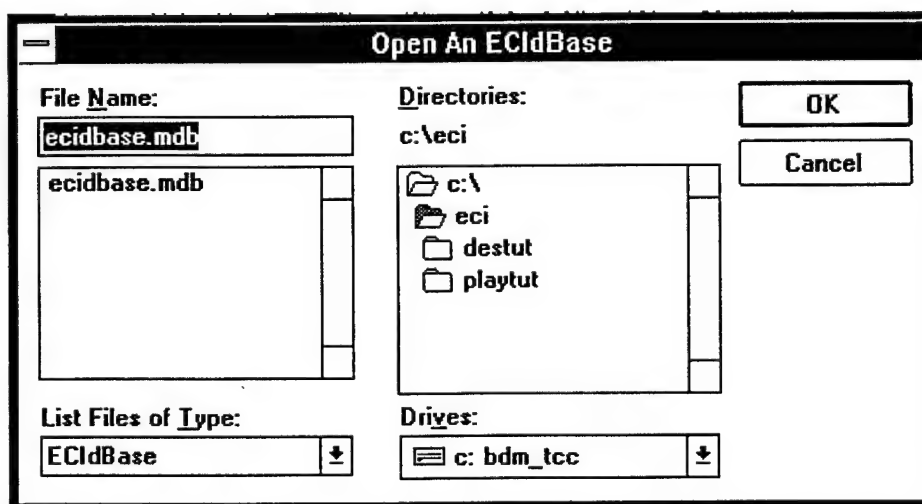 Open An ECIdBase
File Name:
ecidbase.mdb
ecidbase.mdb
List Files of Type:
ECIdBase
Directories:
c:\eci
c:\
eci
destut
playtut
Drives:
c: bdm_tcc
OK
Cancel